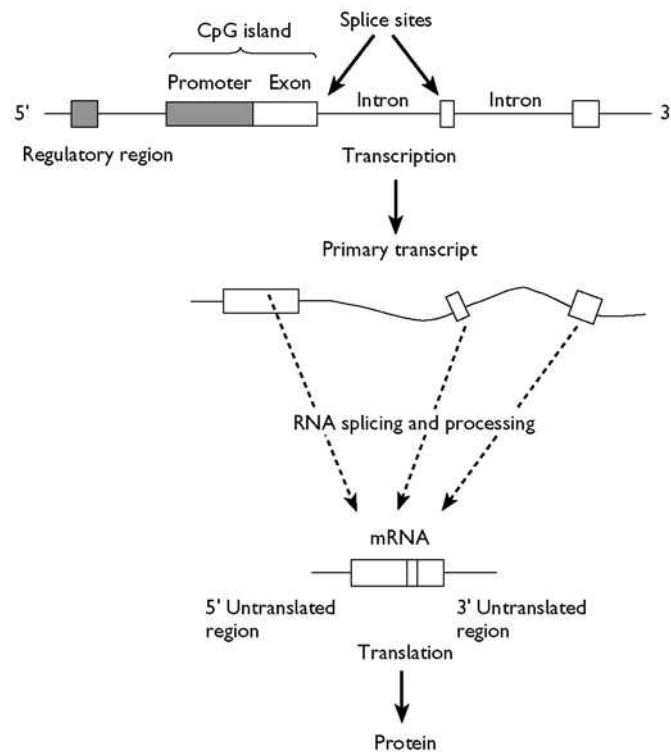 CpG island
Splice sites
Promoter
Exon
5'
Intron
Intron
3'
Regulatory region
Transcription
Primary transcript
RNA splicing and processing
mRNA
5' Untranslated
region
3' Untranslated
region
Translation
Protein